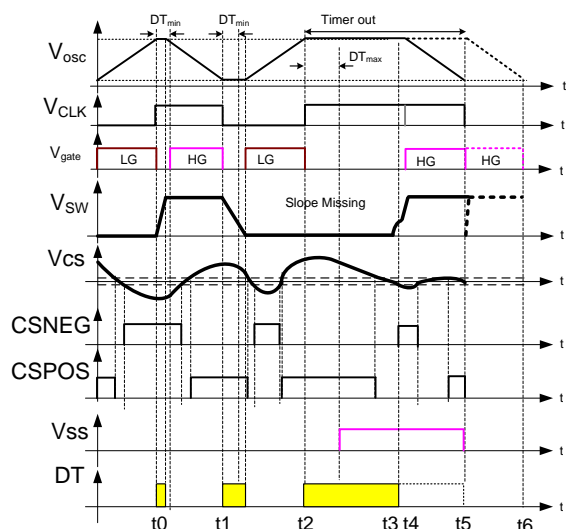 DTmin DTmin Timer out
DTmax
Vosc
t
VCLK
t
Vgate LG HG LG HG HG
t
VSW Slope Missing
t
Vcs
t
CSNEG
t
CSPOS
t
Vss
t
DT
t
t0 t1 t2 t3 t4 t5 t6